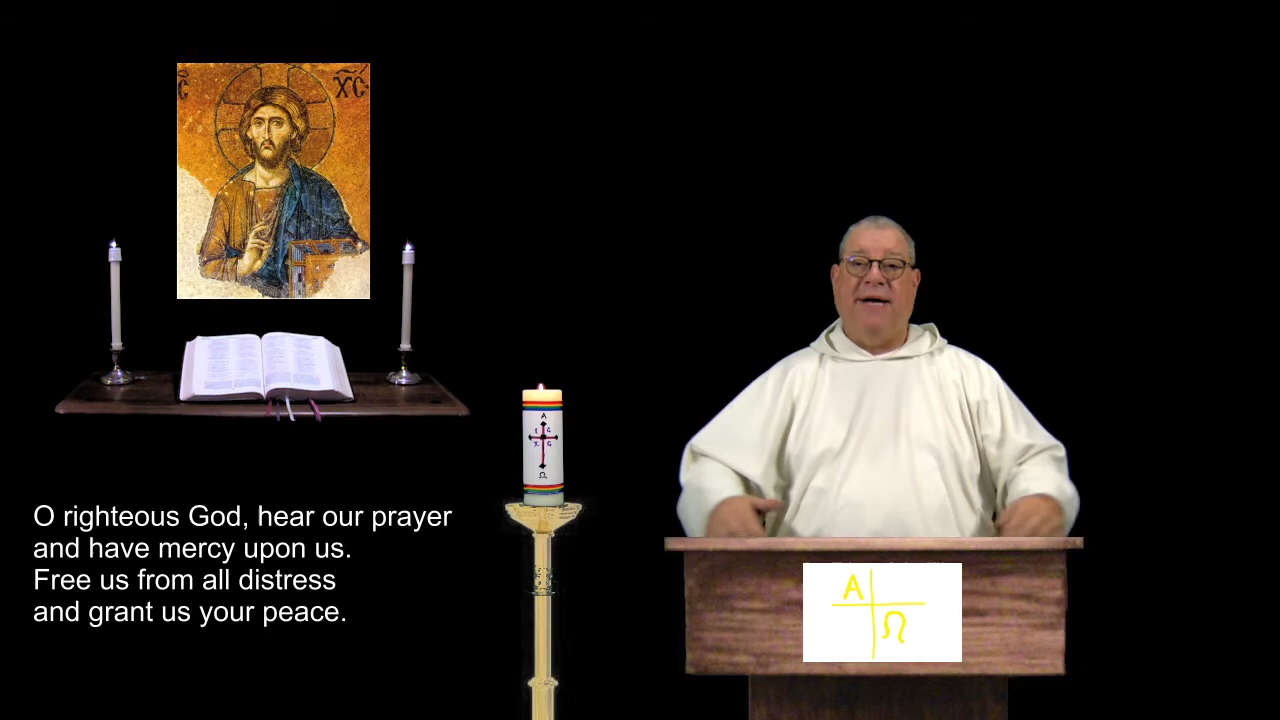 C
XC
A
I C
X C
Ω
O righteous God, hear our prayer
and have mercy upon us.
Free us from all distress
and grant us your peace.
A
Ω